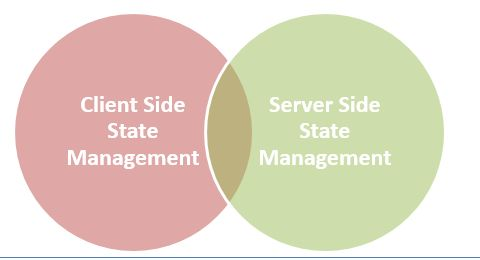 Client Side
State
Management
Server Side
State
Management